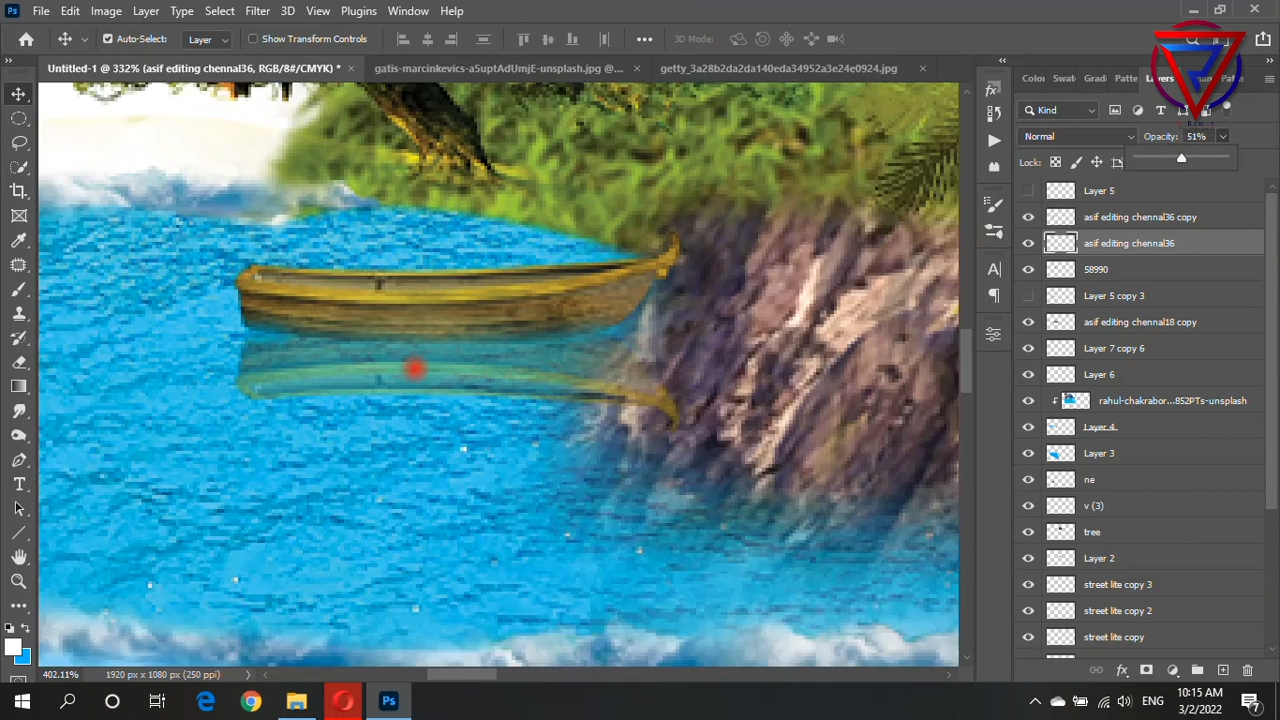 Ps File Edit Image Layer Type Select Filter 3D View Plugins Window Help
Auto-Select: Layer Show Transform Controls ••• 3D Mode:
Untitled-1 @ 332% (asif editing chennal36, RGB/8#/CMYK) * × gatis-marcinkevics-a5uptAdUmjE-unsplash.jpg @... × getty_3a28b2da2da140eda34952a3e24e0924.jpg ×
Color Swat Gradi Patte Layers Pat
Kind
Normal Opacity: 51%
Lock:
Layer 5
asif editing chennal36 copy
asif editing chennal36
58990
Layer 5 copy 3
asif editing chennal18 copy
Layer 7 copy 6
Layer 6
rahul-chakrabor...852PTs-unsplash
Layer 4
Layer 3
ne
v (3)
tree
Layer 2
street lite copy 3
street lite copy 2
street lite copy
402.11% 1920 px x 1080 px (250 ppi)
Ps ENG 10:15 AM
3/2/2022 7